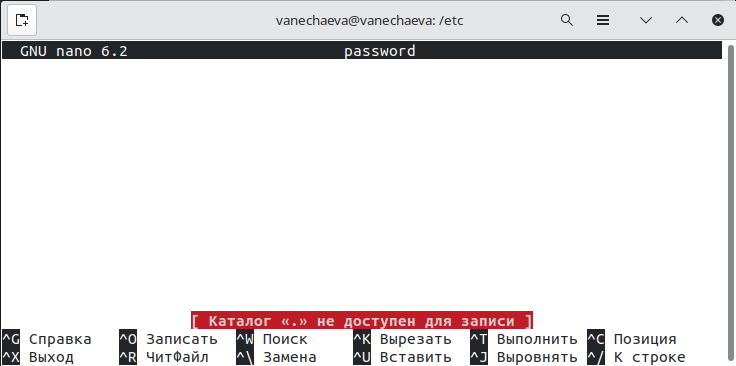 vanechaeva@vanechaeva: /etc
GNU nano 6.2 password
[ Каталог «.» не доступен для записи ]
^G Справка ^O Записать ^W Поиск ^K Вырезать ^T Выполнить ^C Позиция
^X Выход ^R ЧитФайл ^\ Замена ^U Вставить ^J Выровнять ^/ К строке